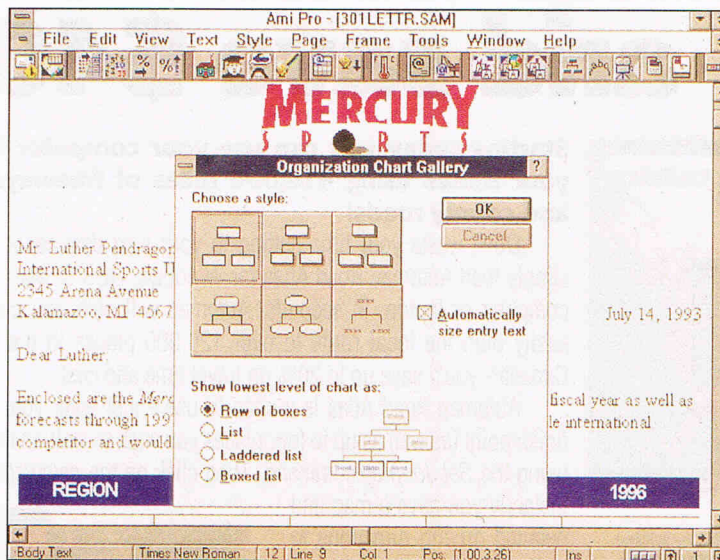 Ami Pro - [301LETTR.SAM]
File Edit View Text Style Page Frame Tools Window Help
MERCURY
SPORTS
Organization Chart Gallery ?
Choose a style:
OK
Cancel
Automatically
size entry text
Mr. Luther Pendragon
International Sports U
2345 Arena Avenue
Kalamazoo, MI 4567
July 14, 1993
Dear Luther,
Show lowest level of chart as:
Row of boxes
List
Laddered list
Boxed list
Enclosed are the Merc
forecasts through 199
competitor and would
fiscal year as well as
le international
REGION
1996
Body Text Times New Roman 12 Line 9 Col 1 Pos. (1.00,3.26) Ins 1